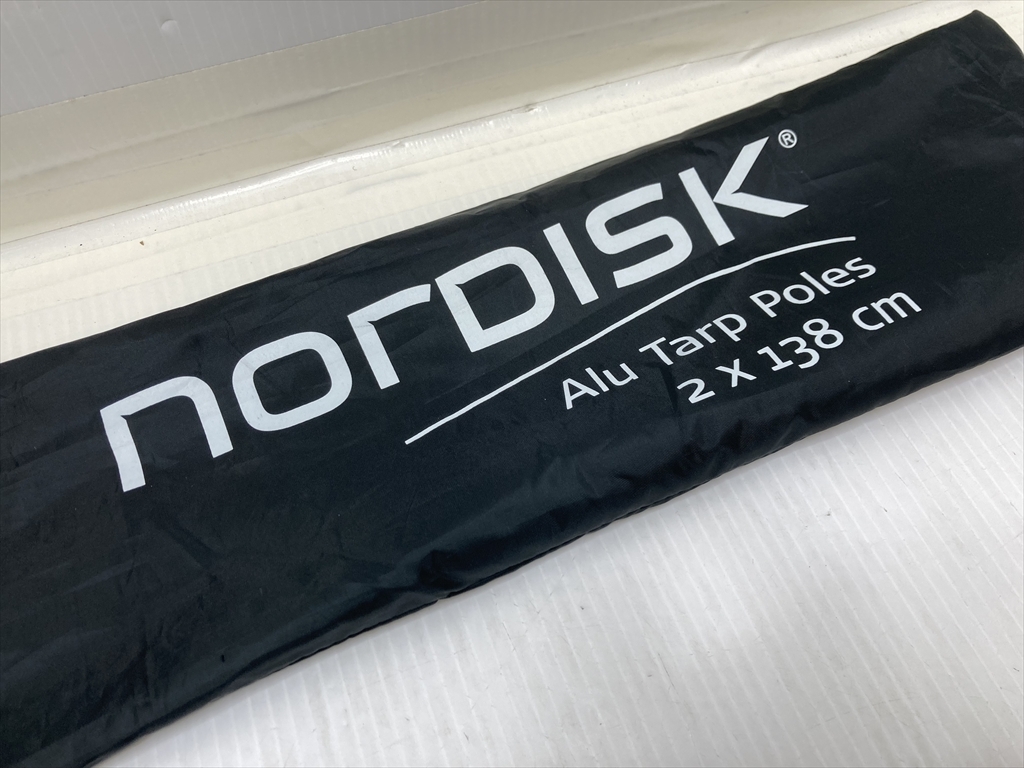 norDISK®
Alu Tarp Poles
2 x 138 cm